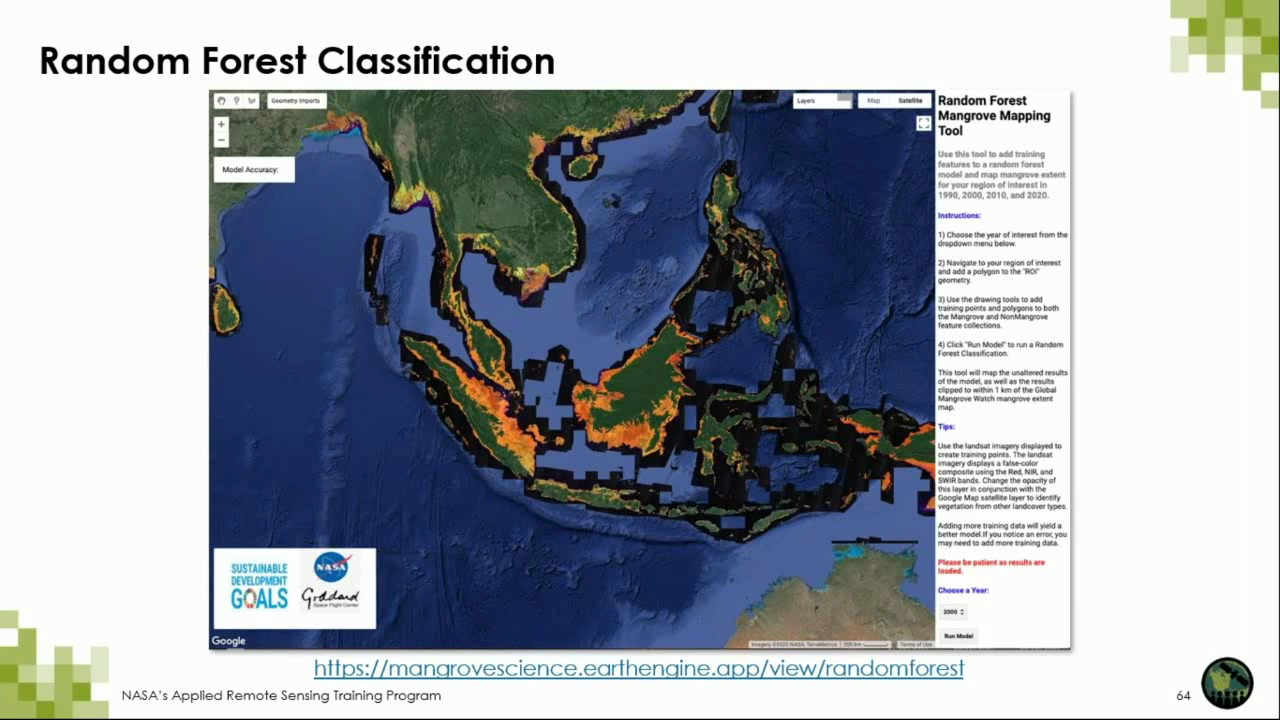 Random Forest Classification
Geometry Imports
Layers
Map
Satellite
+
−
Model Accuracy:
SUSTAINABLE
DEVELOPMENT
GOALS
NASA
Goddard
Space Flight Center
Google
Imagery ©2023 NASA, TerraMetrics
200 km
Terms of Use
Random Forest
Mangrove Mapping
Tool
Use this tool to add training
features to a random forest
model and map mangrove extent
for your region of interest in
1990, 2000, 2010, and 2020.
Instructions:
1) Choose the year of interest from the
dropdown menu below.
2) Navigate to your region of interest
and add a polygon to the "ROI"
geometry.
3) Use the drawing tools to add
training points and polygons to both
the Mangrove and NonMangrove
feature collections.
4) Click "Run Model" to run a Random
Forest Classification.
This tool will map the unaltered results
of the model, as well as the results
clipped to within 1 km of the Global
Mangrove Watch mangrove extent
map.
Tips:
Use the landsat imagery displayed to
create training points. The landsat
imagery displays a false-color
composite using the Red, NIR, and
SWIR bands. Change the opacity of
this layer in conjunction with the
Google Map satellite layer to identify
vegetation from other landcover types.
Adding more training data will yield a
better model.If you notice an error, you
may need to add more training data.
Please be patient as results are
loaded.
Choose a Year:
2000
Run Model
https://mangrovescience.earthengine.app/view/randomforest
NASA's Applied Remote Sensing Training Program
64